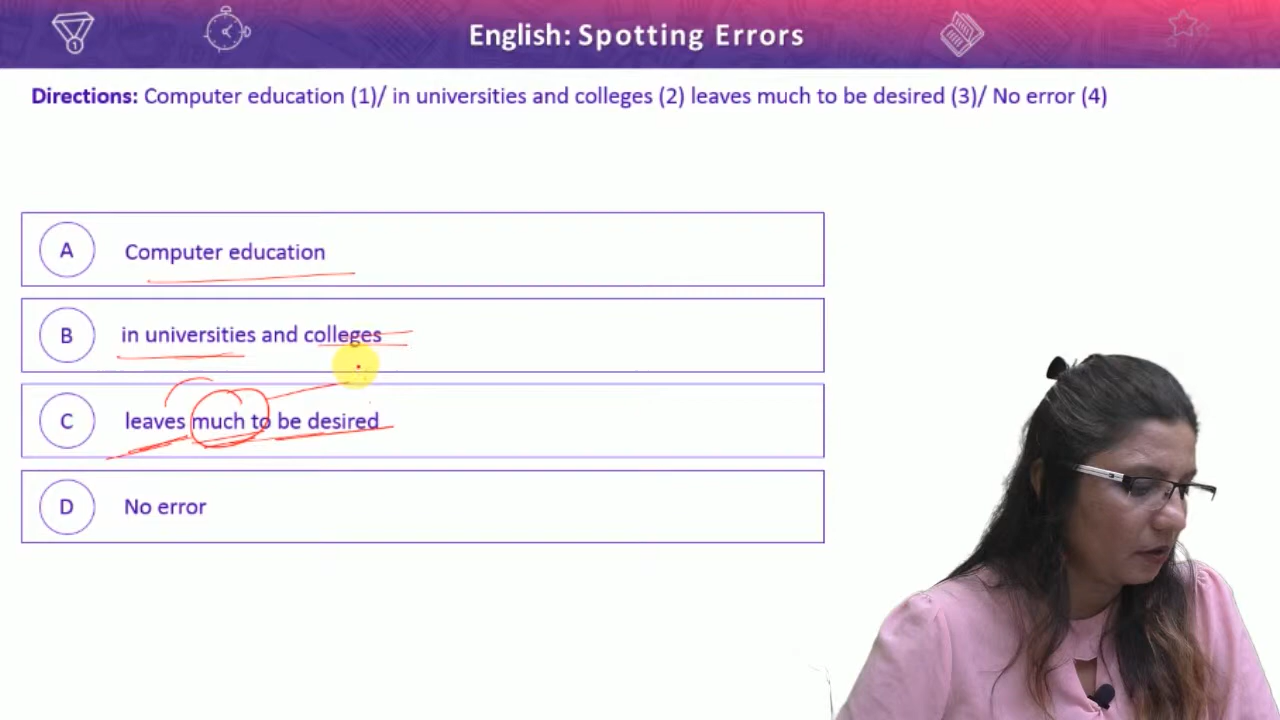 English: Spotting Errors
Directions: Computer education (1)/ in universities and colleges (2) leaves much to be desired (3)/ No error (4)
A Computer education
B in universities and colleges
C leaves much to be desired
D No error